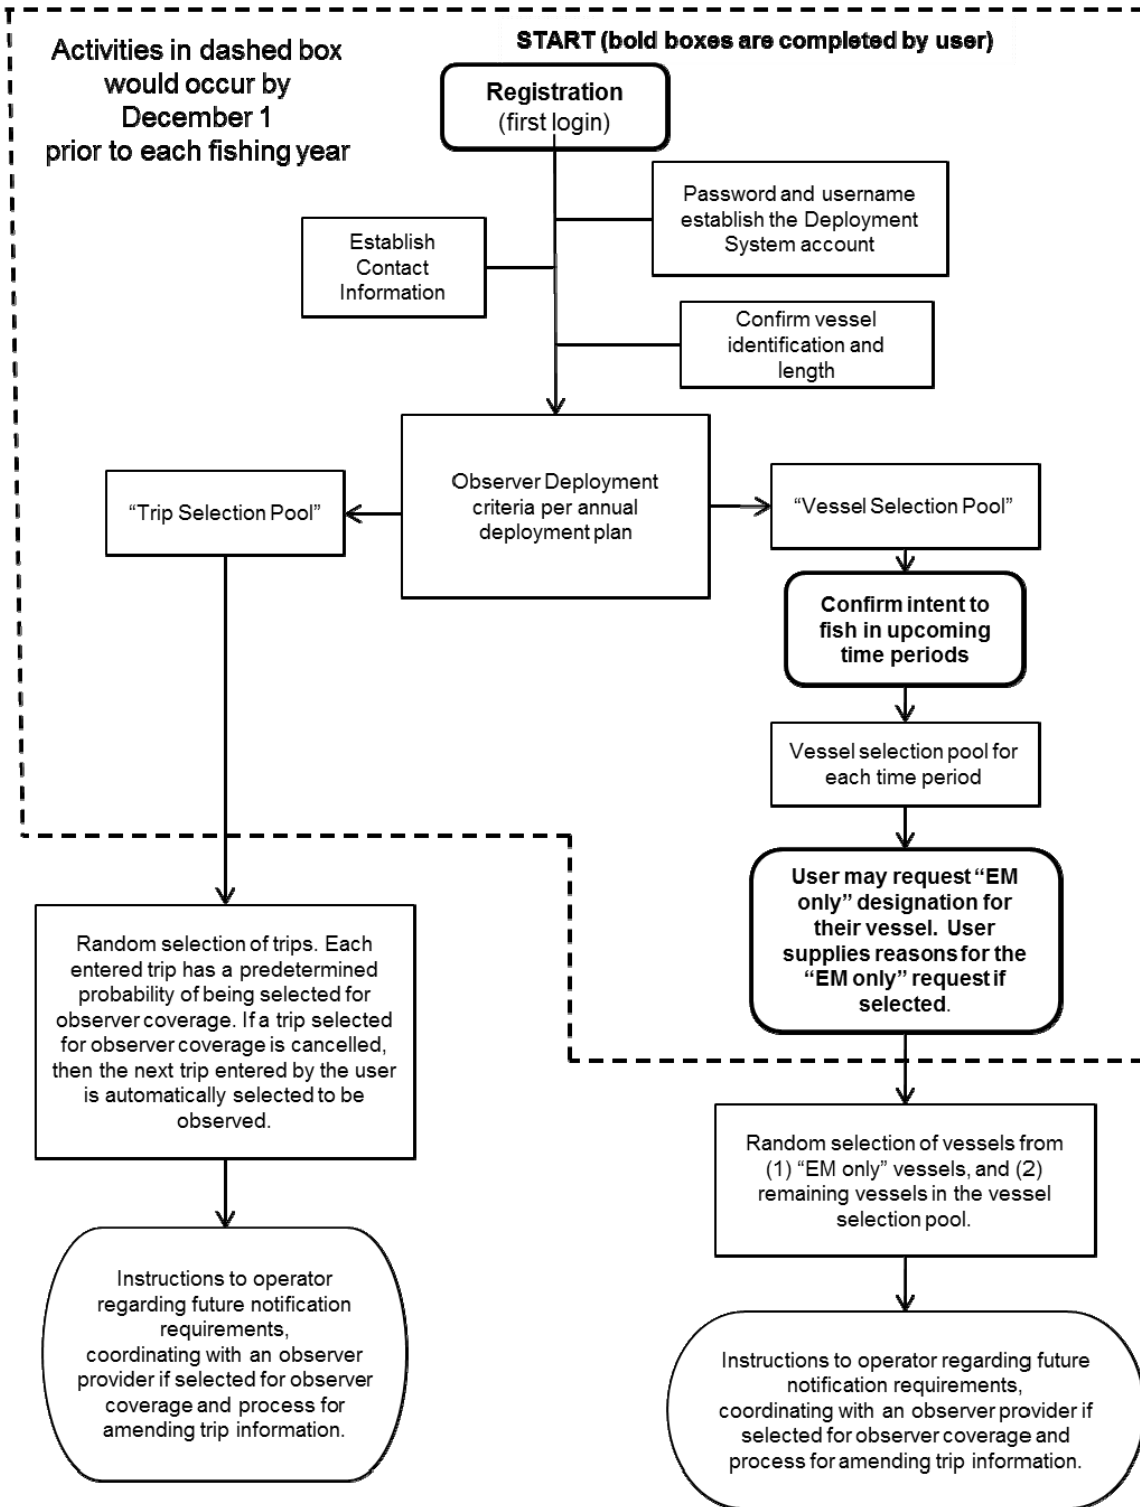 Activities in dashed box
would occur by
December 1
prior to each fishing year
START (bold boxes are completed by user)
Registration
(first login)
Password and username
establish the Deployment
System account
Establish
Contact
Information
Confirm vessel
identification and
length
Observer Deployment
criteria per annual
deployment plan
“Trip Selection Pool”
“Vessel Selection Pool”
Confirm intent to
fish in upcoming
time periods
Vessel selection pool for
each time period
User may request “EM
only” designation for
their vessel. User
supplies reasons for the
“EM only” request if
selected.
Random selection of trips. Each
entered trip has a predetermined
probability of being selected for
observer coverage. If a trip selected
for observer coverage is cancelled,
then the next trip entered by the user
is automatically selected to be
observed.
Random selection of vessels from
(1) “EM only” vessels, and (2)
remaining vessels in the vessel
selection pool.
Instructions to operator
regarding future notification
requirements,
coordinating with an observer
provider if selected for observer
coverage and process for
amending trip information.
Instructions to operator regarding future
notification requirements,
coordinating with an observer provider if
selected for observer coverage and
process for amending trip information.